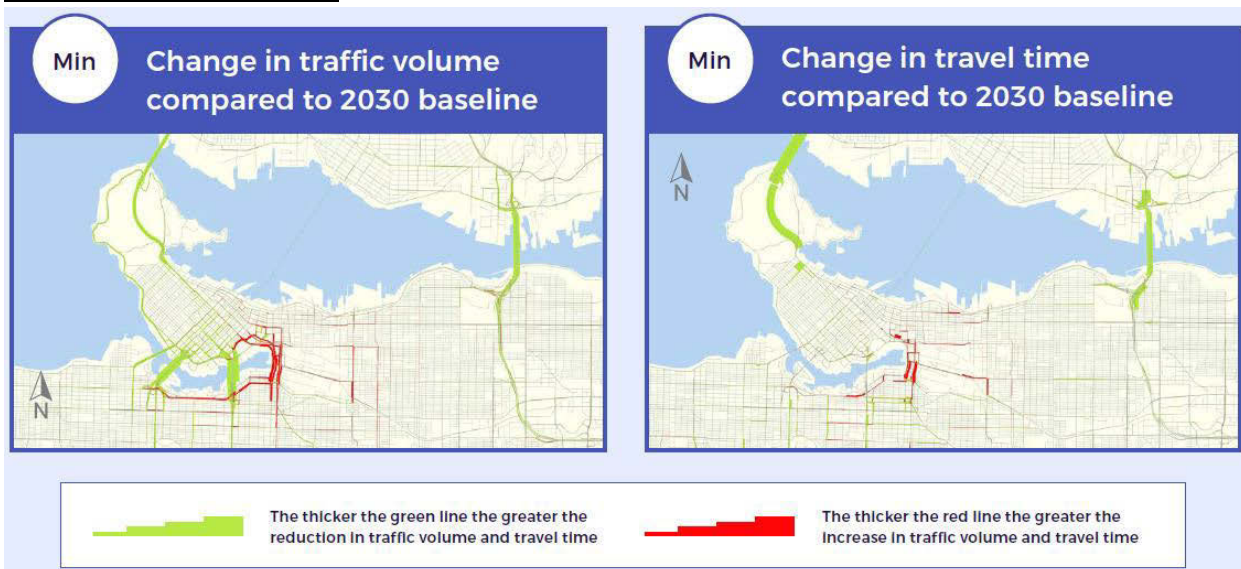 Min
Change in traffic volume
compared to 2030 baseline
N
Min
Change in travel time
compared to 2030 baseline
N
The thicker the green line the greater the
reduction in traffic volume and travel time
The thicker the red line the greater the
increase in traffic volume and travel time